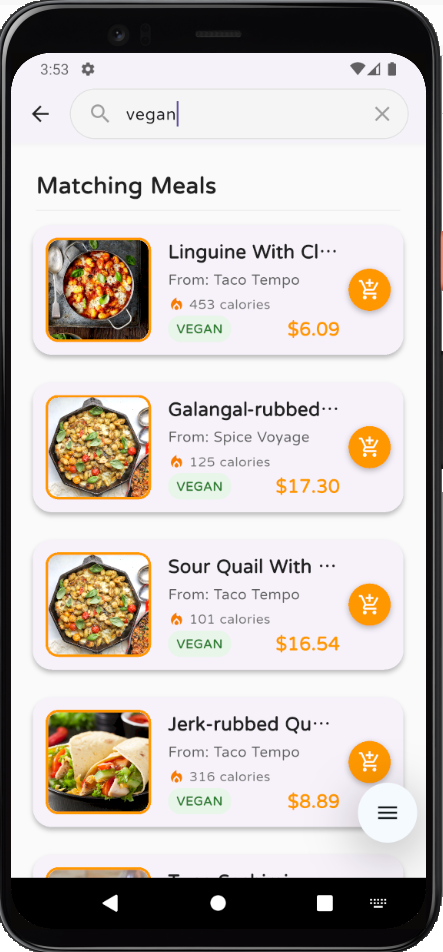 3:53
vegan
Matching Meals
Linguine With Cl···
From: Taco Tempo
453 calories
VEGAN
$6.09
Galangal-rubbed···
From: Spice Voyage
125 calories
VEGAN
$17.30
Sour Quail With ···
From: Taco Tempo
101 calories
VEGAN
$16.54
Jerk-rubbed Qu···
From: Taco Tempo
316 calories
VEGAN
$8.89